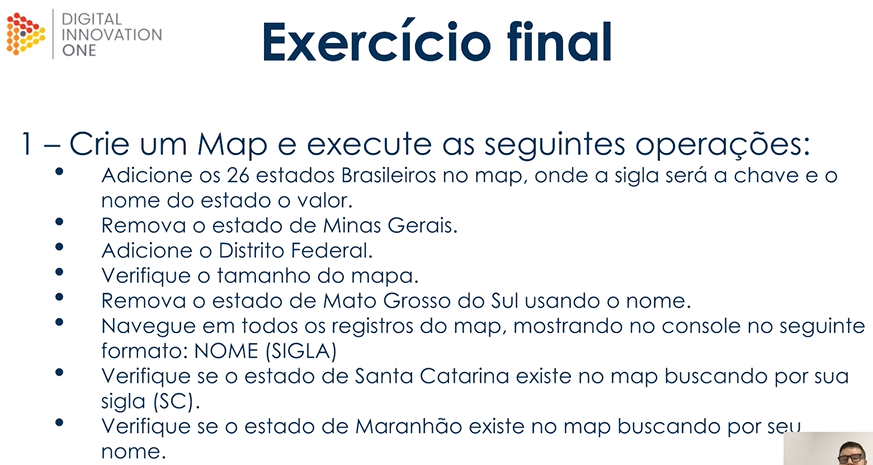 DIGITAL
INNOVATION
ONE
Exercício final
1 – Crie um Map e execute as seguintes operações:
• Adicione os 26 estados Brasileiros no map, onde a sigla será a chave e o
nome do estado o valor.
• Remova o estado de Minas Gerais.
• Adicione o Distrito Federal.
• Verifique o tamanho do mapa.
• Remova o estado de Mato Grosso do Sul usando o nome.
• Navegue em todos os registros do map, mostrando no console no seguinte
formato: NOME (SIGLA)
• Verifique se o estado de Santa Catarina existe no map buscando por sua
sigla (SC).
• Verifique se o estado de Maranhão existe no map buscando por seu
nome.